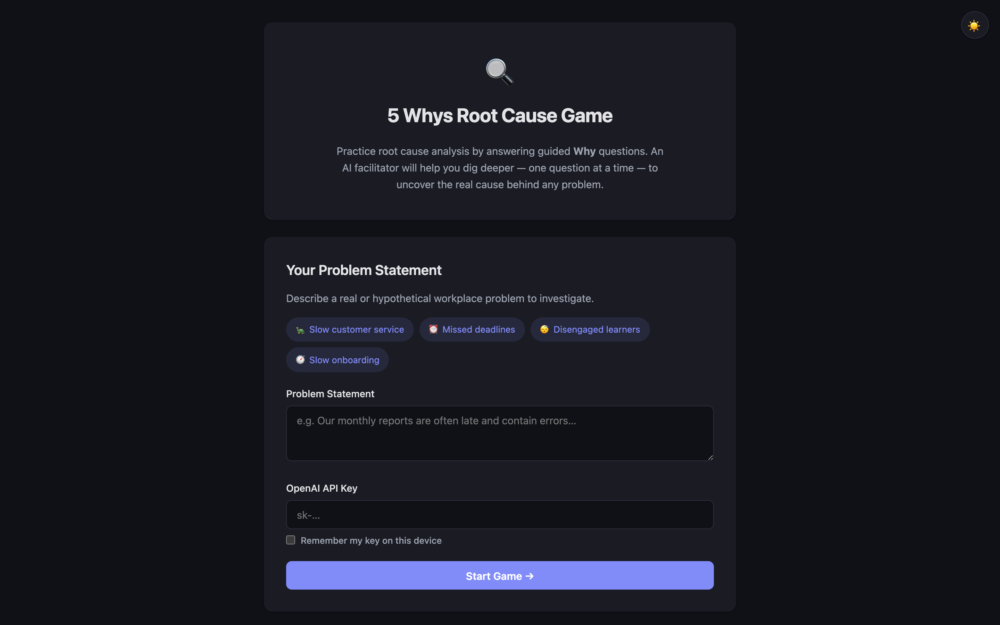 5 Whys Root Cause Game
Practice root cause analysis by answering guided Why questions. An
AI facilitator will help you dig deeper — one question at a time — to
uncover the real cause behind any problem.
Your Problem Statement
Describe a real or hypothetical workplace problem to investigate.
🐢 Slow customer service
⏰ Missed deadlines
😴 Disengaged learners
🧭 Slow onboarding
Problem Statement
e.g. Our monthly reports are often late and contain errors...
OpenAI API Key
sk-...
Remember my key on this device
Start Game →